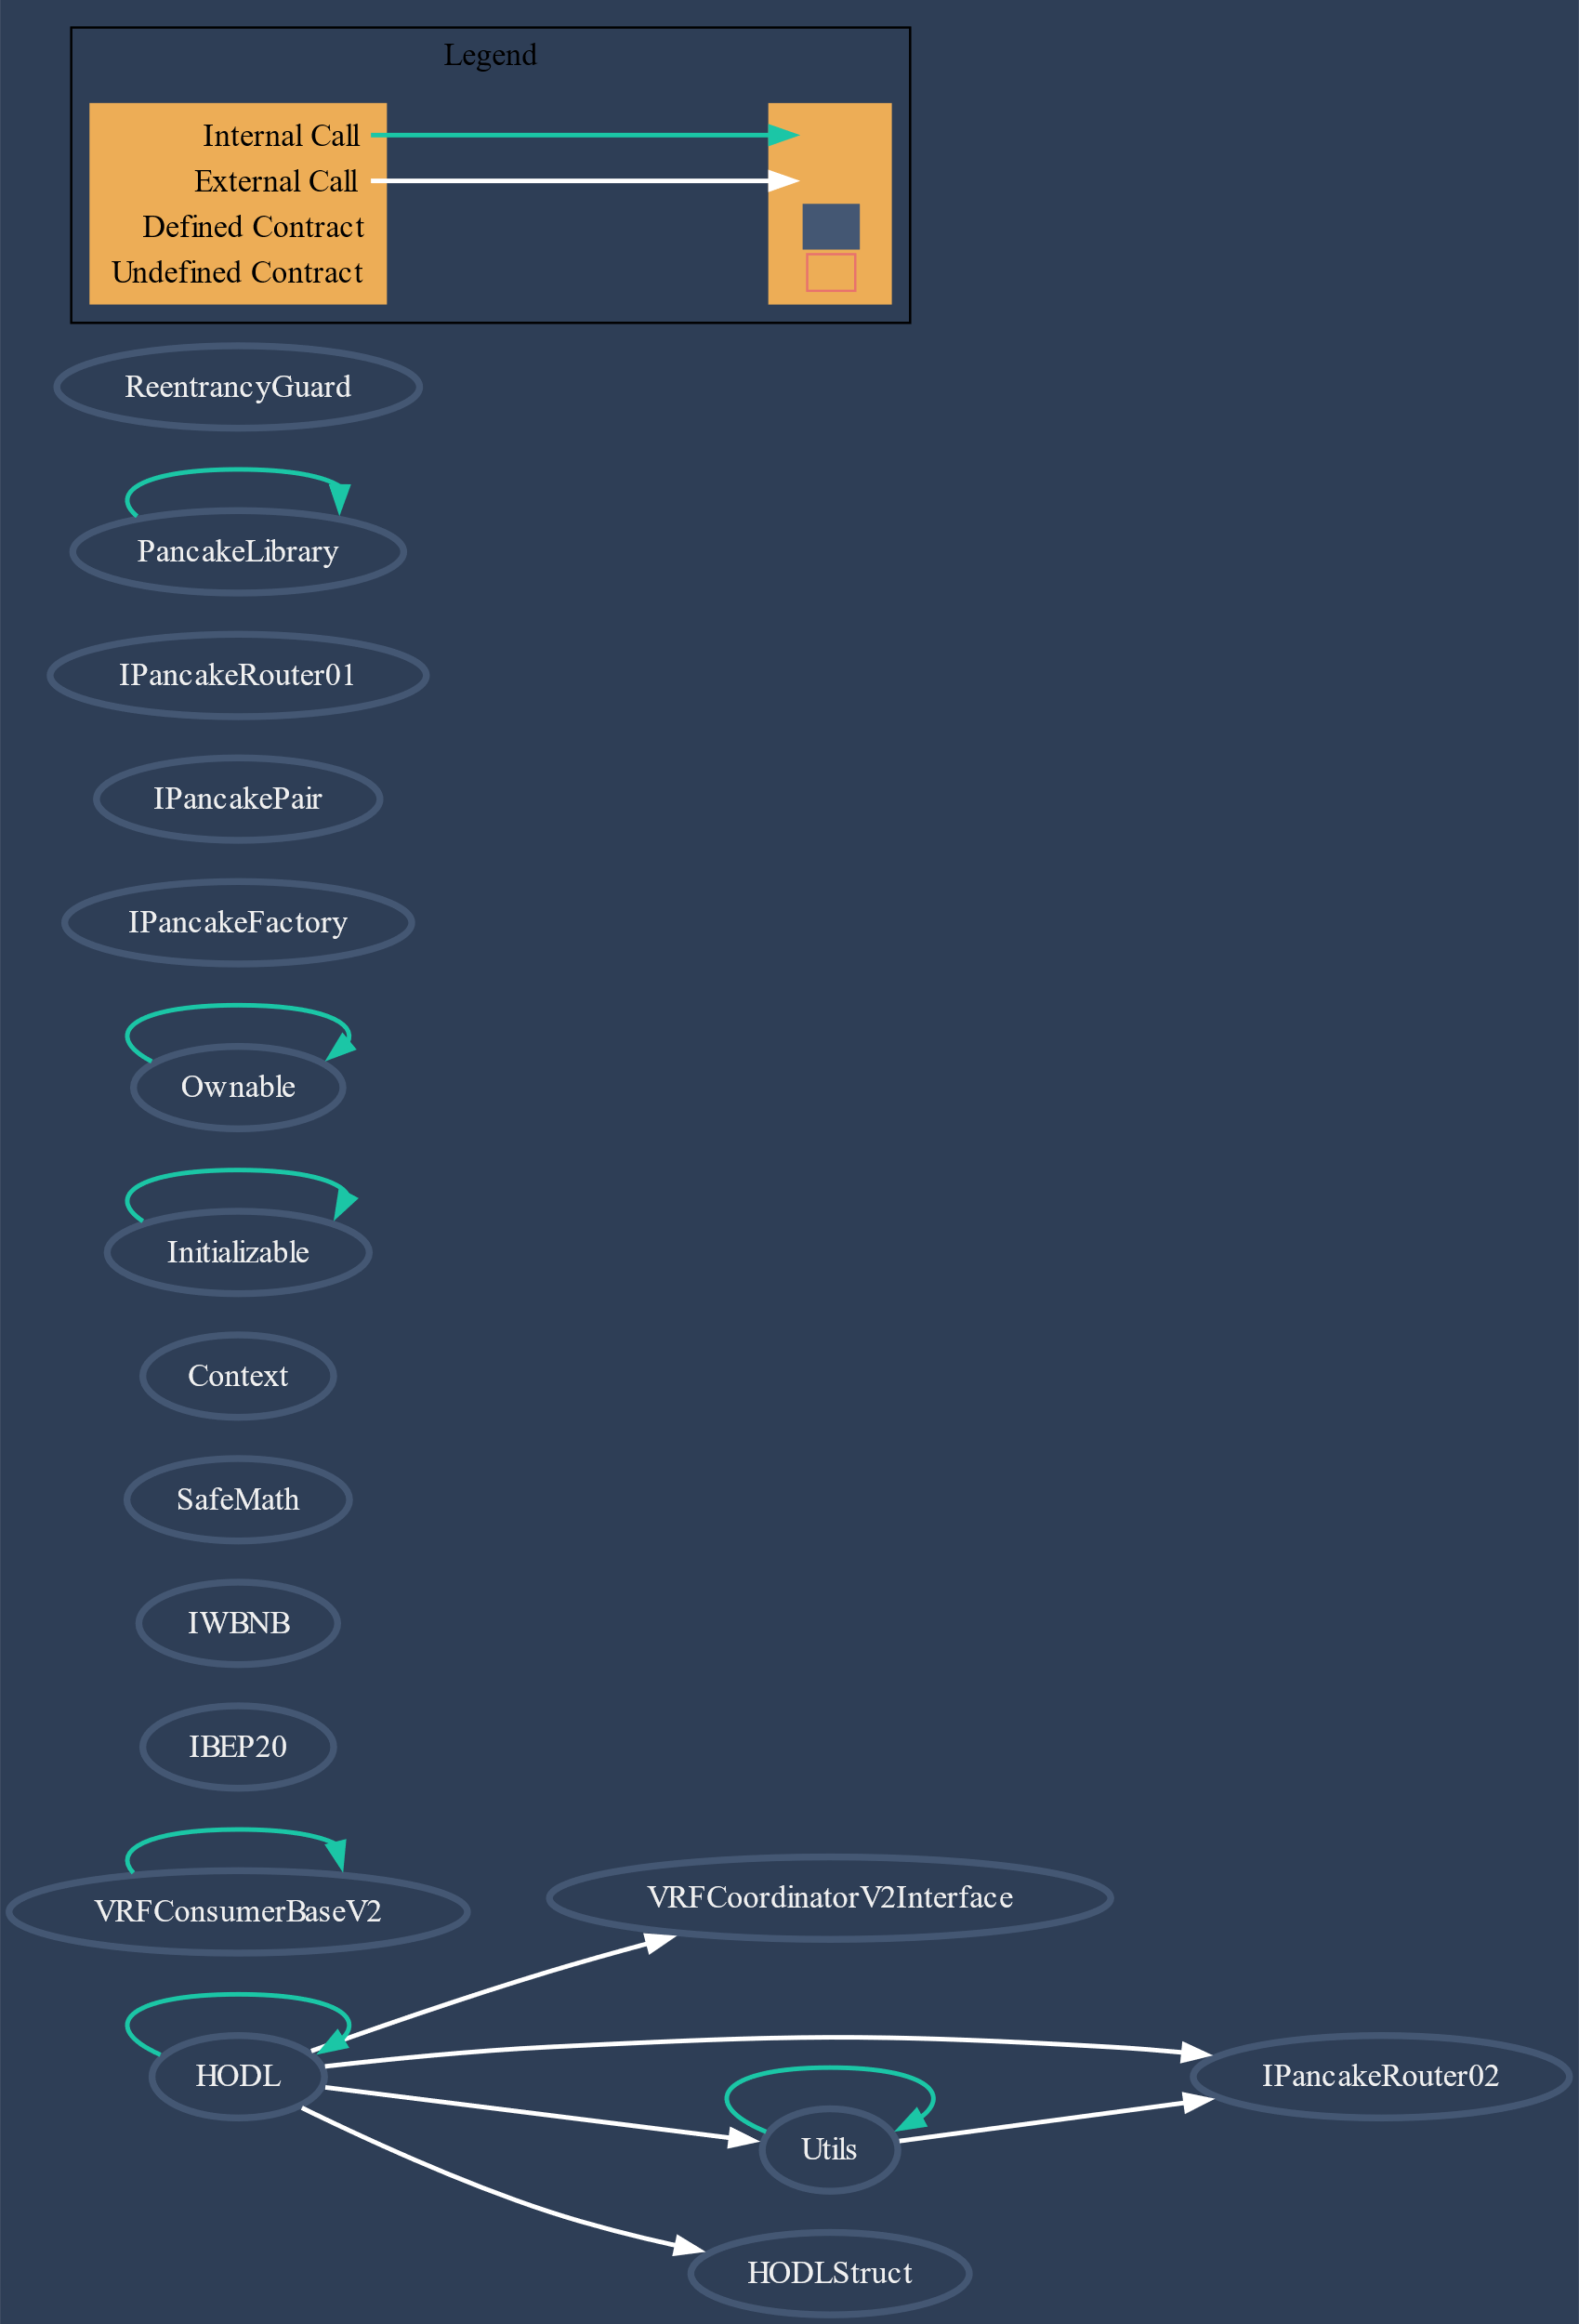 Legend
Internal Call
External Call
Defined Contract
Undefined Contract
ReentrancyGuard
PancakeLibrary
IPancakeRouter01
IPancakePair
IPancakeFactory
Ownable
Initializable
Context
SafeMath
IWBNB
IBEP20
VRFConsumerBaseV2
VRFCoordinatorV2Interface
HODL
IPancakeRouter02
Utils
HODLStruct